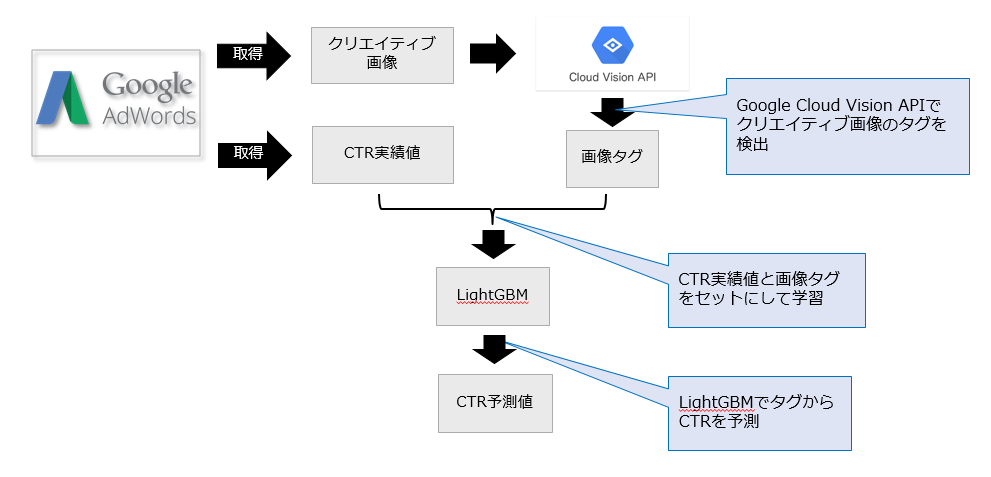 Google
AdWords
取得
クリエイティブ
画像
Cloud Vision API
取得
CTR実績値
画像タグ
Google Cloud Vision APIで
クリエイティブ画像のタグを
検出
CTR実績値と画像タグ
をセットにして学習
LightGBM
CTR予測値
LightGBMでタグから
CTRを予測